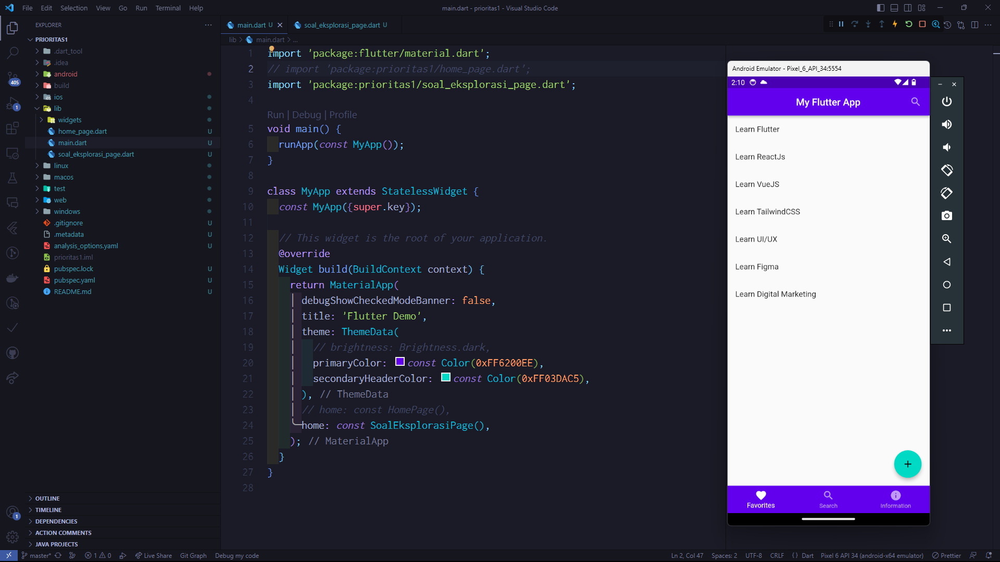 File Edit Selection View Go Run Terminal Help
main.dart - prioritas1 - Visual Studio Code
EXPLORER
PRIORITAS1
.dart_tool
.idea
android
build
ios
lib
widgets
home_page.dart U
main.dart U
soal_eksplorasi_page.dart U
linux
macos
test
web
windows
.gitignore U
.metadata U
analysis_options.yaml U
prioritas1.iml
pubspec.lock U
pubspec.yaml U
README.md U
OUTLINE
TIMELINE
DEPENDENCIES
ACTION COMMENTS
JAVA PROJECTS
405
1
1
main.dart U
soal_eksplorasi_page.dart U
lib > main.dart > ...
1 import 'package:flutter/material.dart';
2 // import 'package:prioritas1/home_page.dart';
3 import 'package:prioritas1/soal_eksplorasi_page.dart';
4
Run | Debug | Profile
5 void main() {
6 runApp(const MyApp());
7 }
8
9 class MyApp extends StatelessWidget {
10 const MyApp({super.key});
11
12 // This widget is the root of your application.
13 @override
14 Widget build(BuildContext context) {
15 return MaterialApp(
16 debugShowCheckedModeBanner: false,
17 title: 'Flutter Demo',
18 theme: ThemeData(
19 // brightness: Brightness.dark,
20 primaryColor: const Color(0xFF6200EE),
21 secondaryHeaderColor: const Color(0xFF03DAC5),
22 ), // ThemeData
23 // home: const HomePage(),
24 home: const SoalEksplorasiPage(),
25 ); // MaterialApp
26 }
27 }
28
Android Emulator - Pixel_6_API_34:5554
2:10
My Flutter App
Learn Flutter
Learn ReactJs
Learn VueJS
Learn TailwindCSS
Learn UI/UX
Learn Figma
Learn Digital Marketing
Favorites
Search
Information
master* 1 0 Live Share Git Graph Debug my code
Ln 2, Col 47 Spaces: 2 UTF-8 CRLF { } Dart Pixel 6 API 34 (android-x64 emulator) Prettier